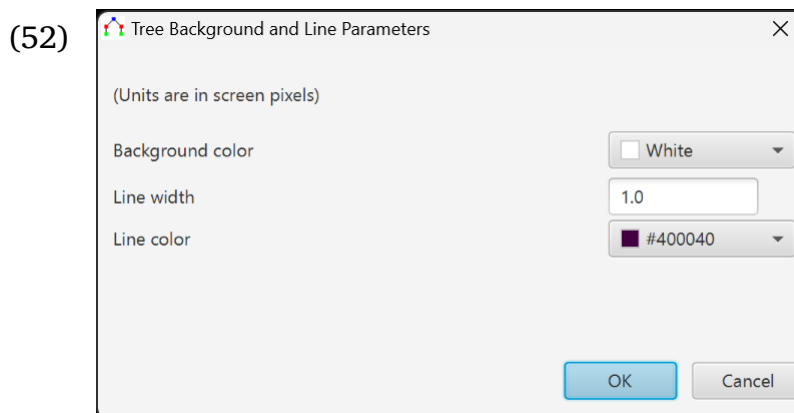 (52)
Tree Background and Line Parameters
(Units are in screen pixels)
Background color White
Line width 1.0
Line color #400040
OK Cancel